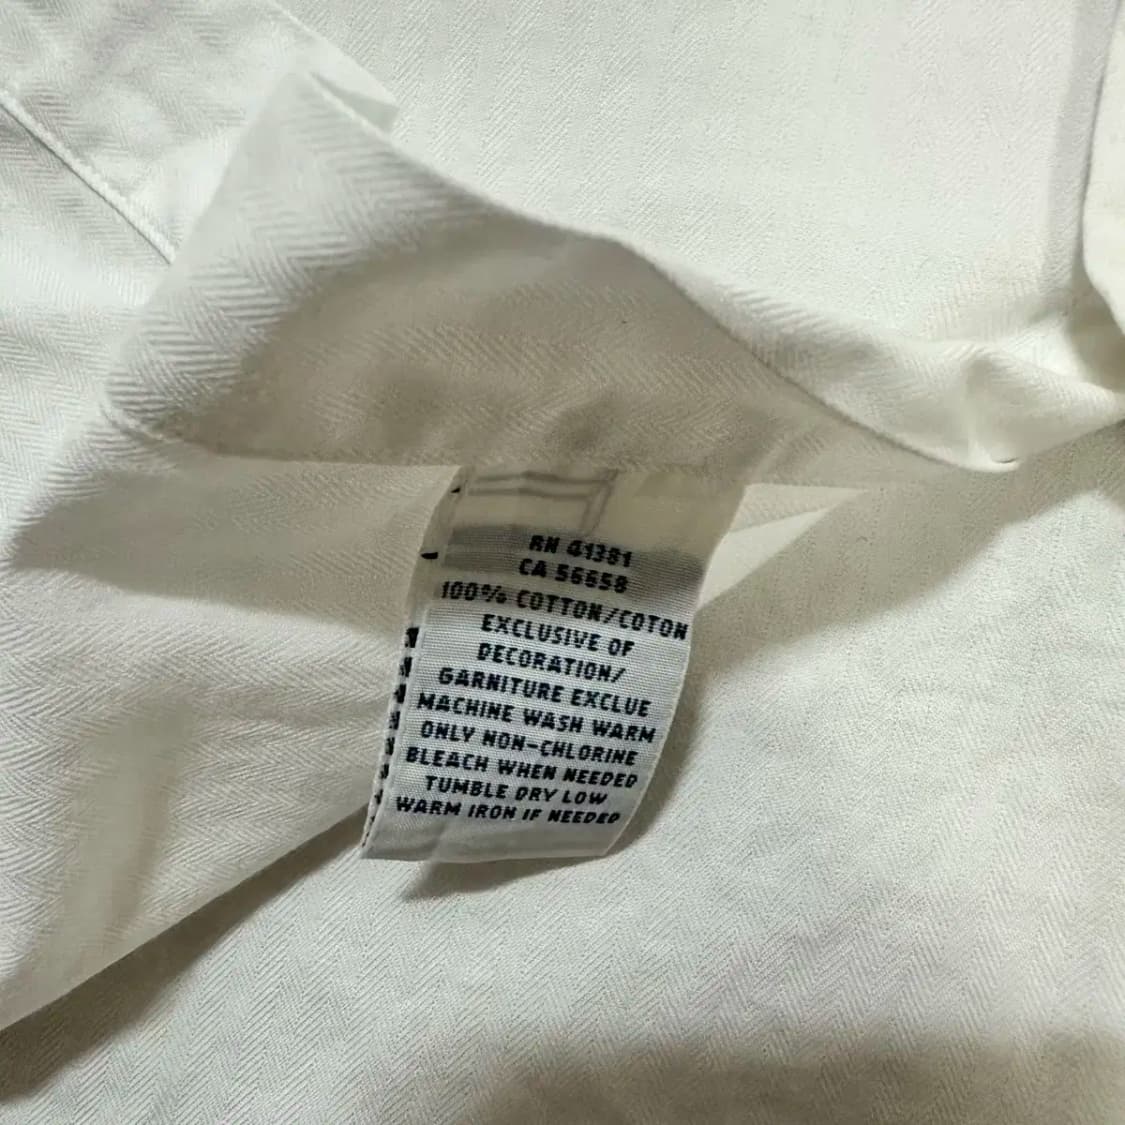 RN 41381
CA 56658
100% COTTON/COTON
EXCLUSIVE OF
DECORATION/
GARNITURE EXCLUE
MACHINE WASH WARM
ONLY NON-CHLORINE
BLEACH WHEN NEEDED
TUMBLE DRY LOW
WARM IRON IF NEEDED